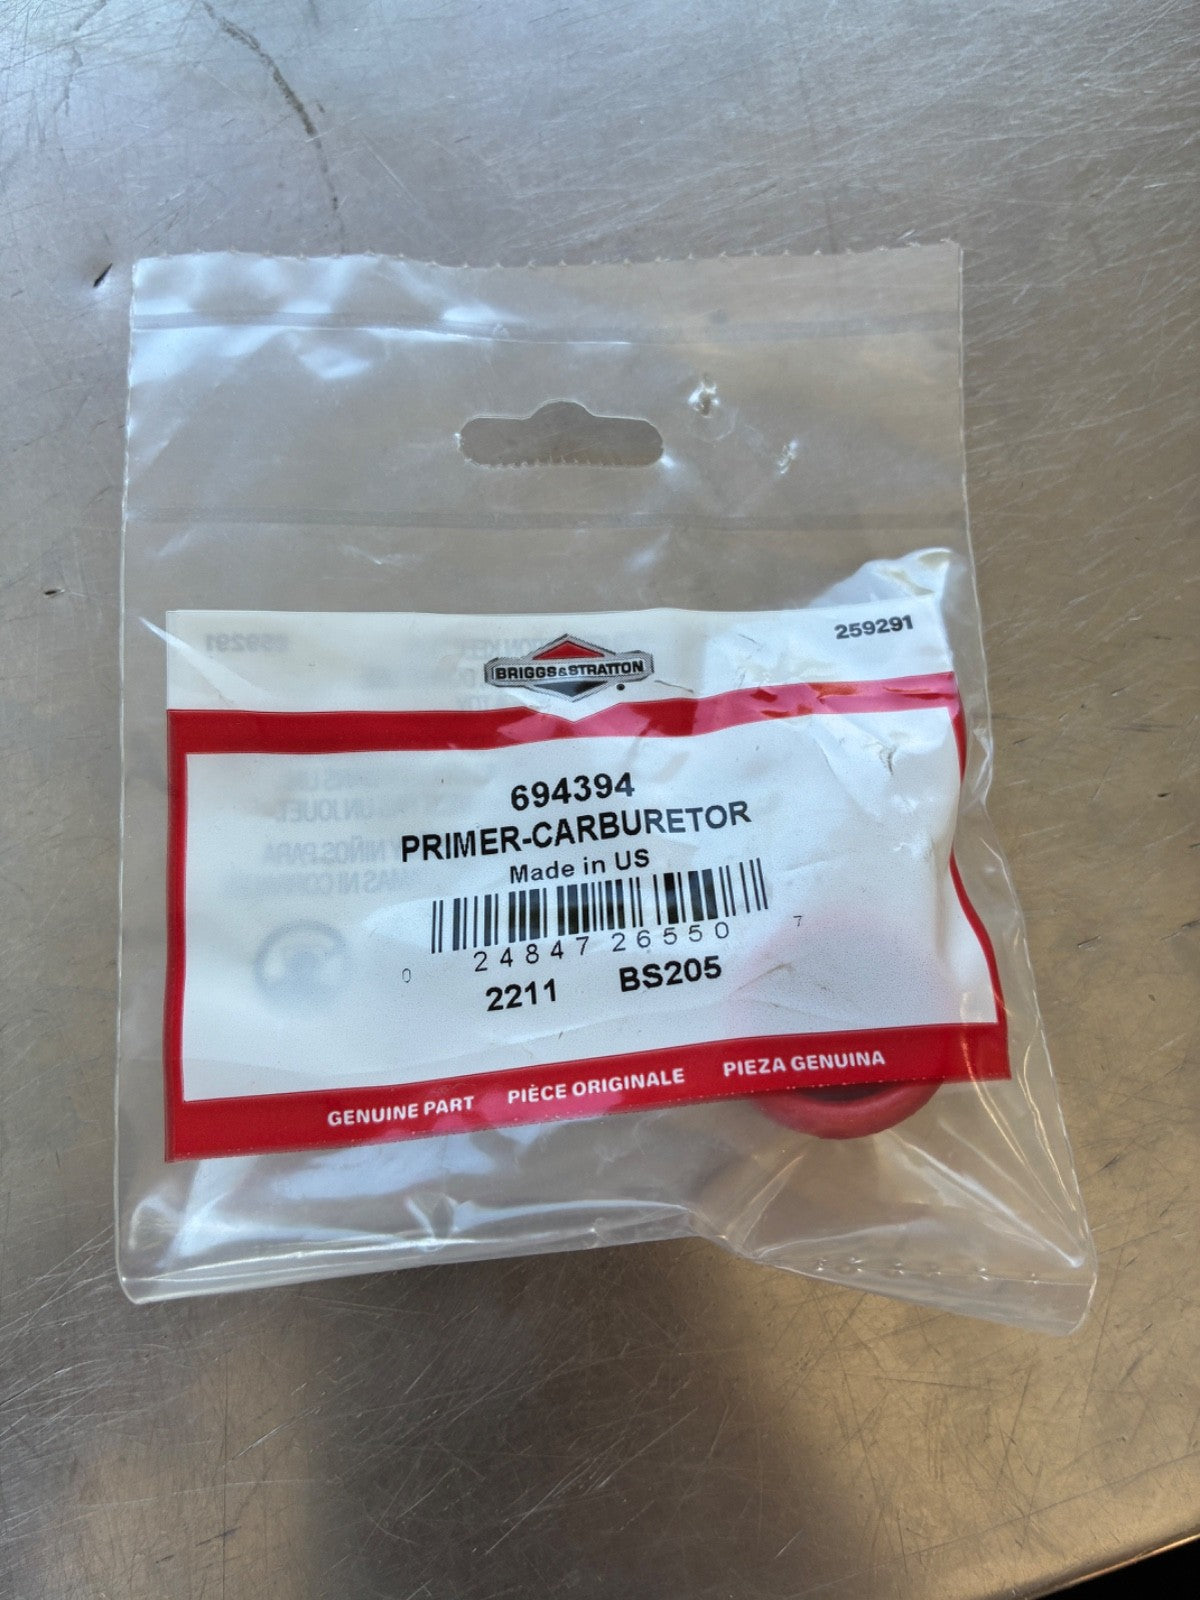 259291
BRIGGS&STRATTON
694394
PRIMER-CARBURETOR
Made in US
0 24847 26550 7
2211 BS205
GENUINE PART PIÈCE ORIGINALE PIEZA GENUINA